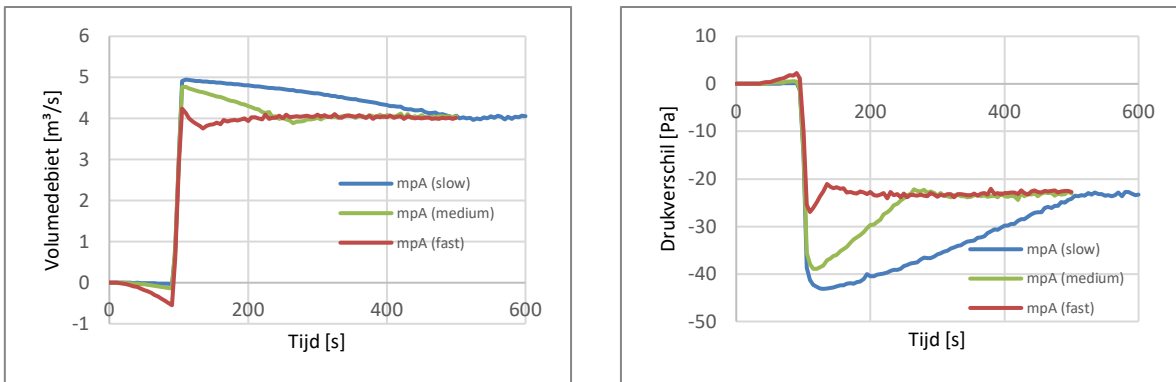 6
5
4
3
2
1
0
-1
Volumedebiet [m³/s]
mpA (slow)
mpA (medium)
mpA (fast)
0
200
400
600
Tijd [s]
10
0
-10
-20
-30
-40
-50
Drukverschil [Pa]
0
200
400
600
mpA (slow)
mpA (medium)
mpA (fast)
Tijd [s]